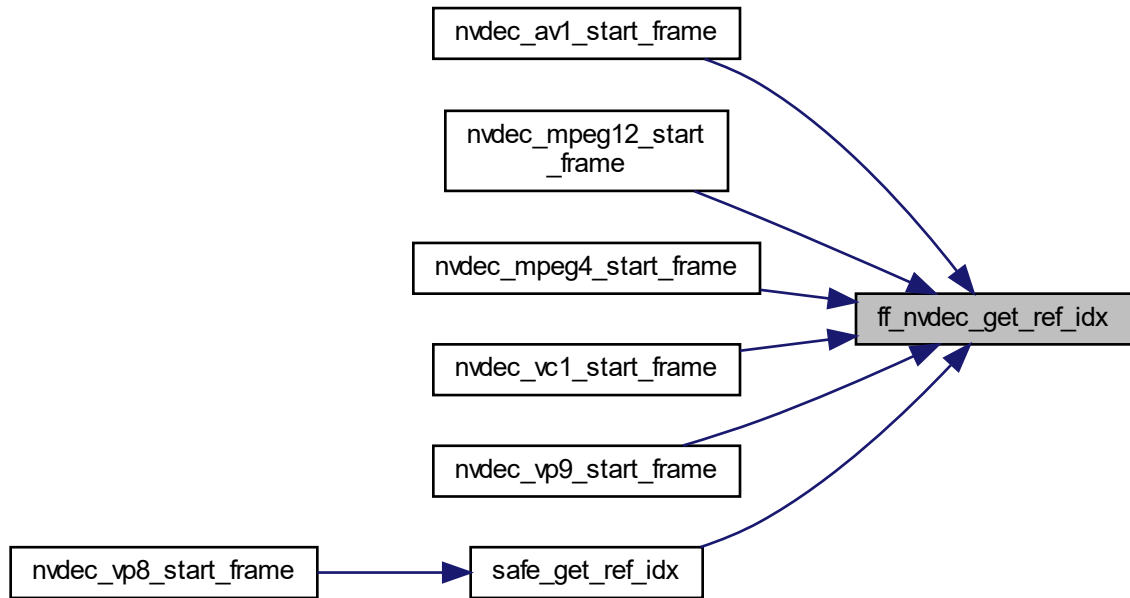 nvdec_av1_start_frame
nvdec_mpeg12_start
_frame
nvdec_mpeg4_start_frame
ff_nvdec_get_ref_idx
nvdec_vc1_start_frame
nvdec_vp9_start_frame
nvdec_vp8_start_frame
safe_get_ref_idx